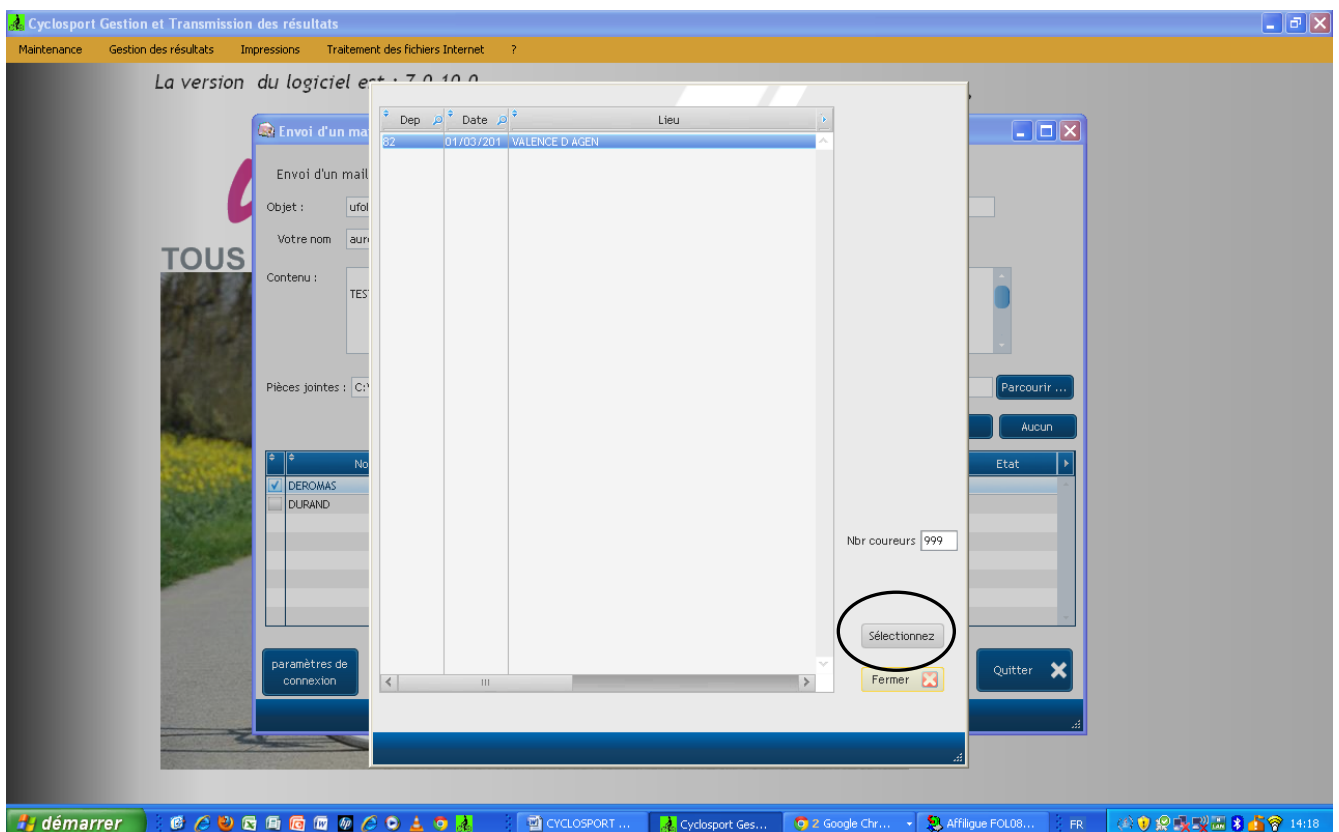 Cyclosport Gestion et Transmission des résultats
Maintenance Gestion des résultats Impressions Traitement des fichiers Internet ?
La version du logiciel est : 7.0.10.0
Envoi d'un ma
Dep Date Lieu
82 01/03/201 VALENCE D AGEN
Envoi d'un mail
Objet : ufol
Votre nom aur
TOUS
Contenu :
TES
Pièces jointes : C:\ Parcourir ...
Aucun
No Etat
DEROMAS
DURAND
Nbr coureurs 999
Sélectionnez
paramètres de
connexion
Fermer
Quitter
démarrer CYCLOSPORT ... Cyclosport Ges... 2 Google Chr... Affiligue FOL08... FR 14:18